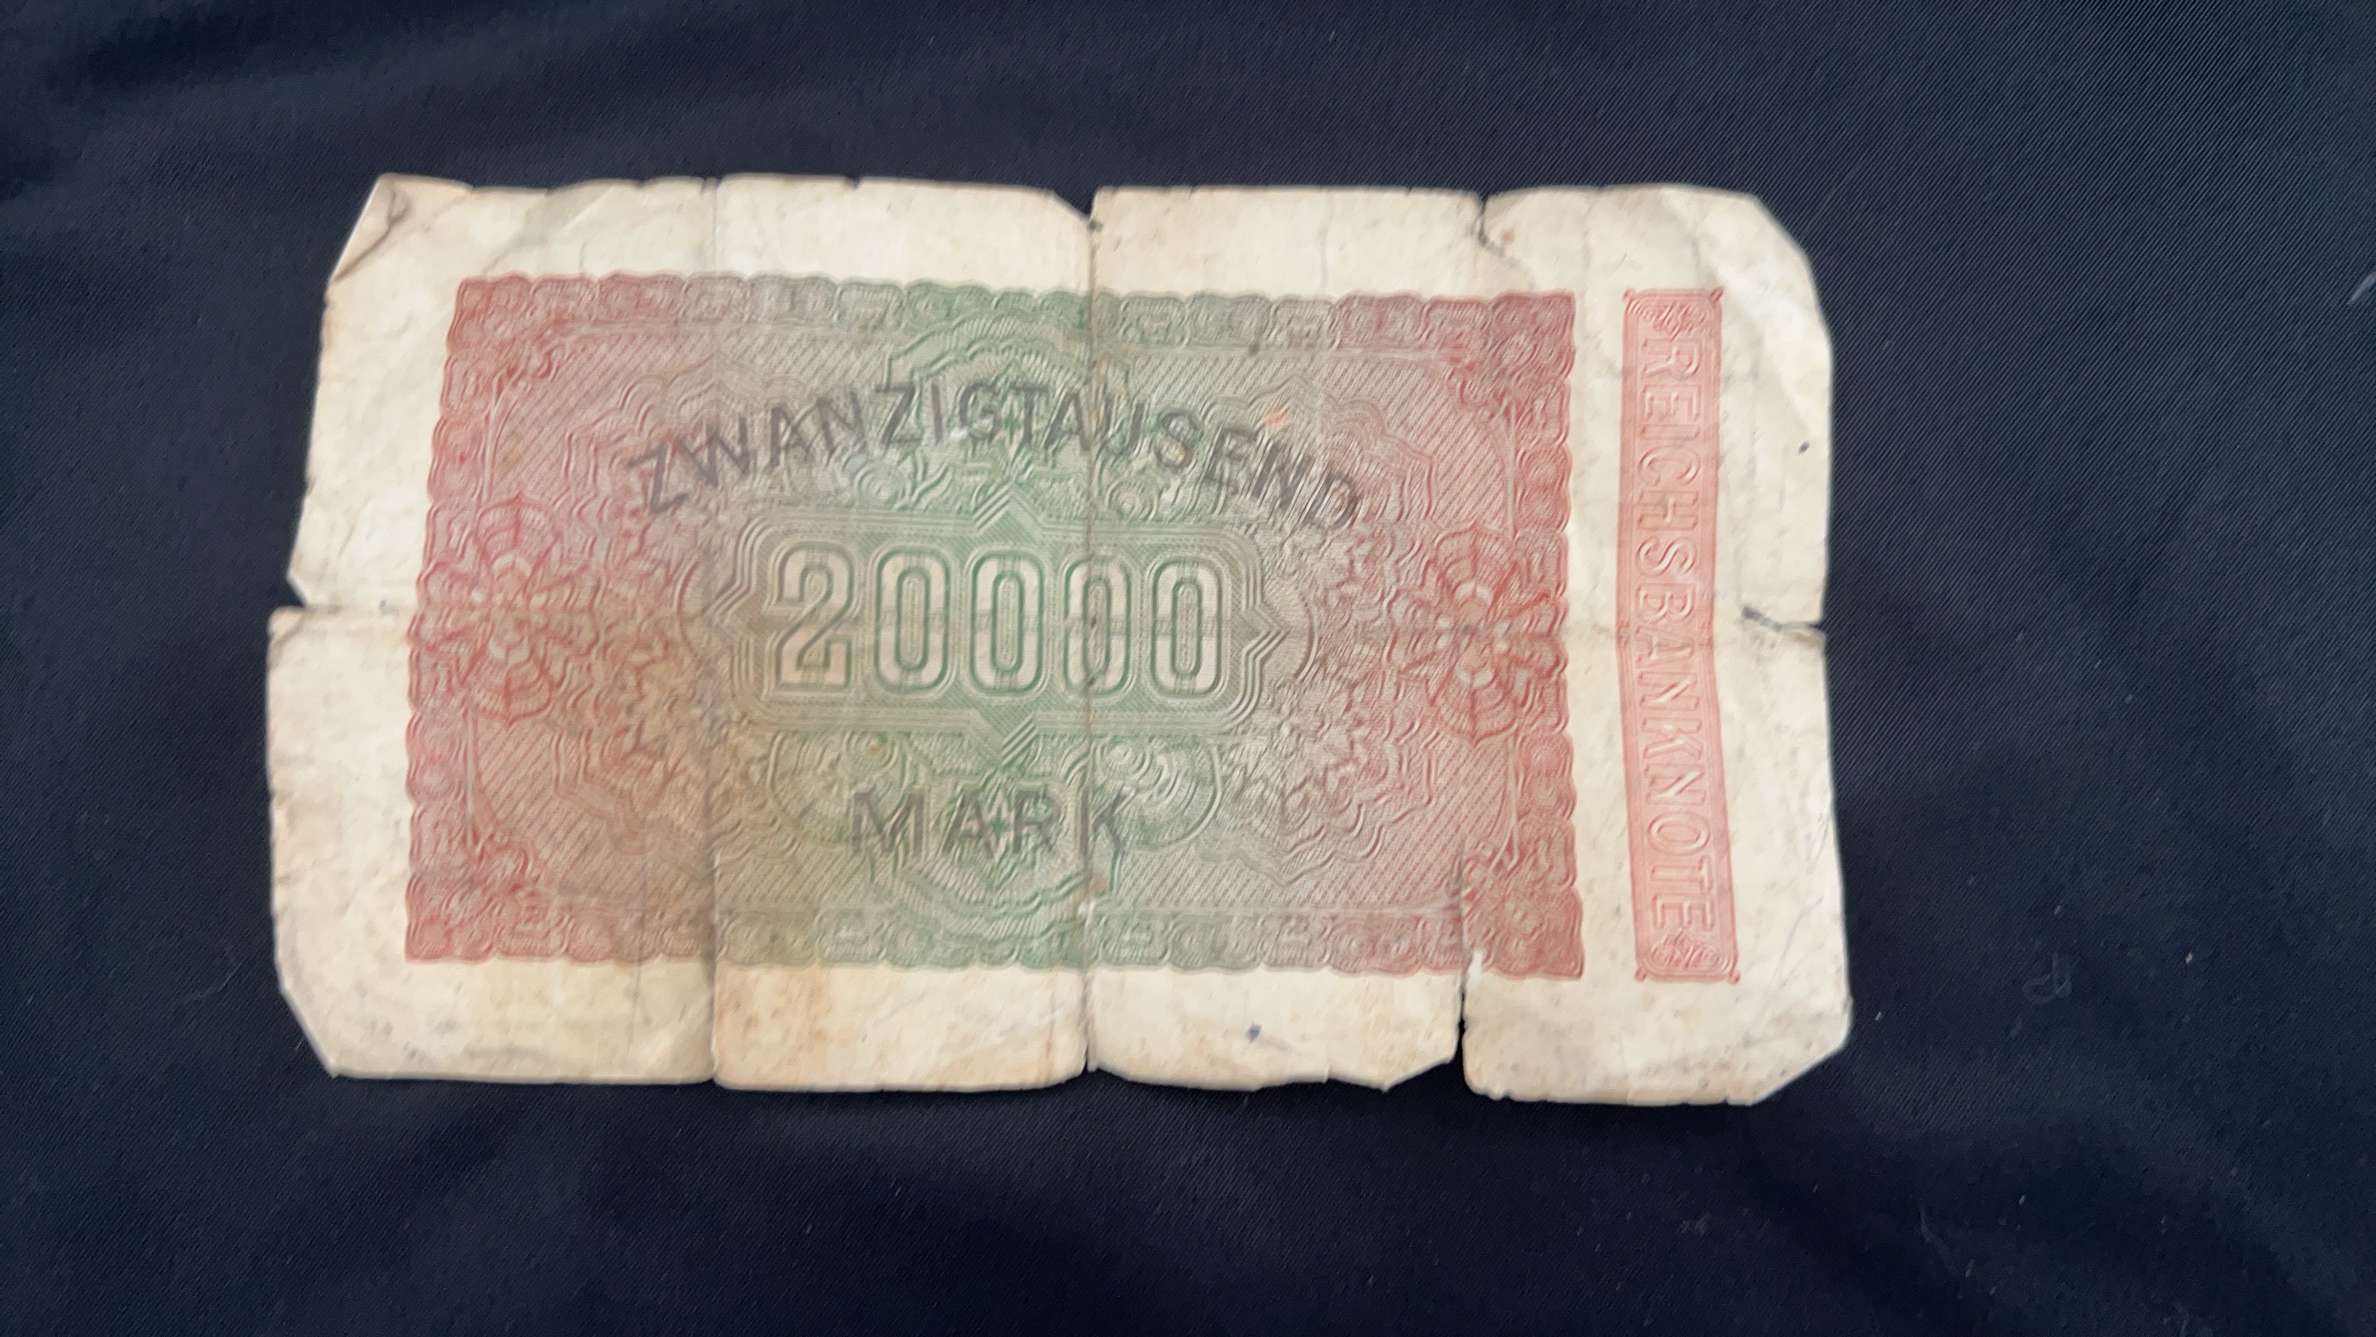 ZWANZIGTAUSEND
20000
MARK
REICHSBANKNOTE